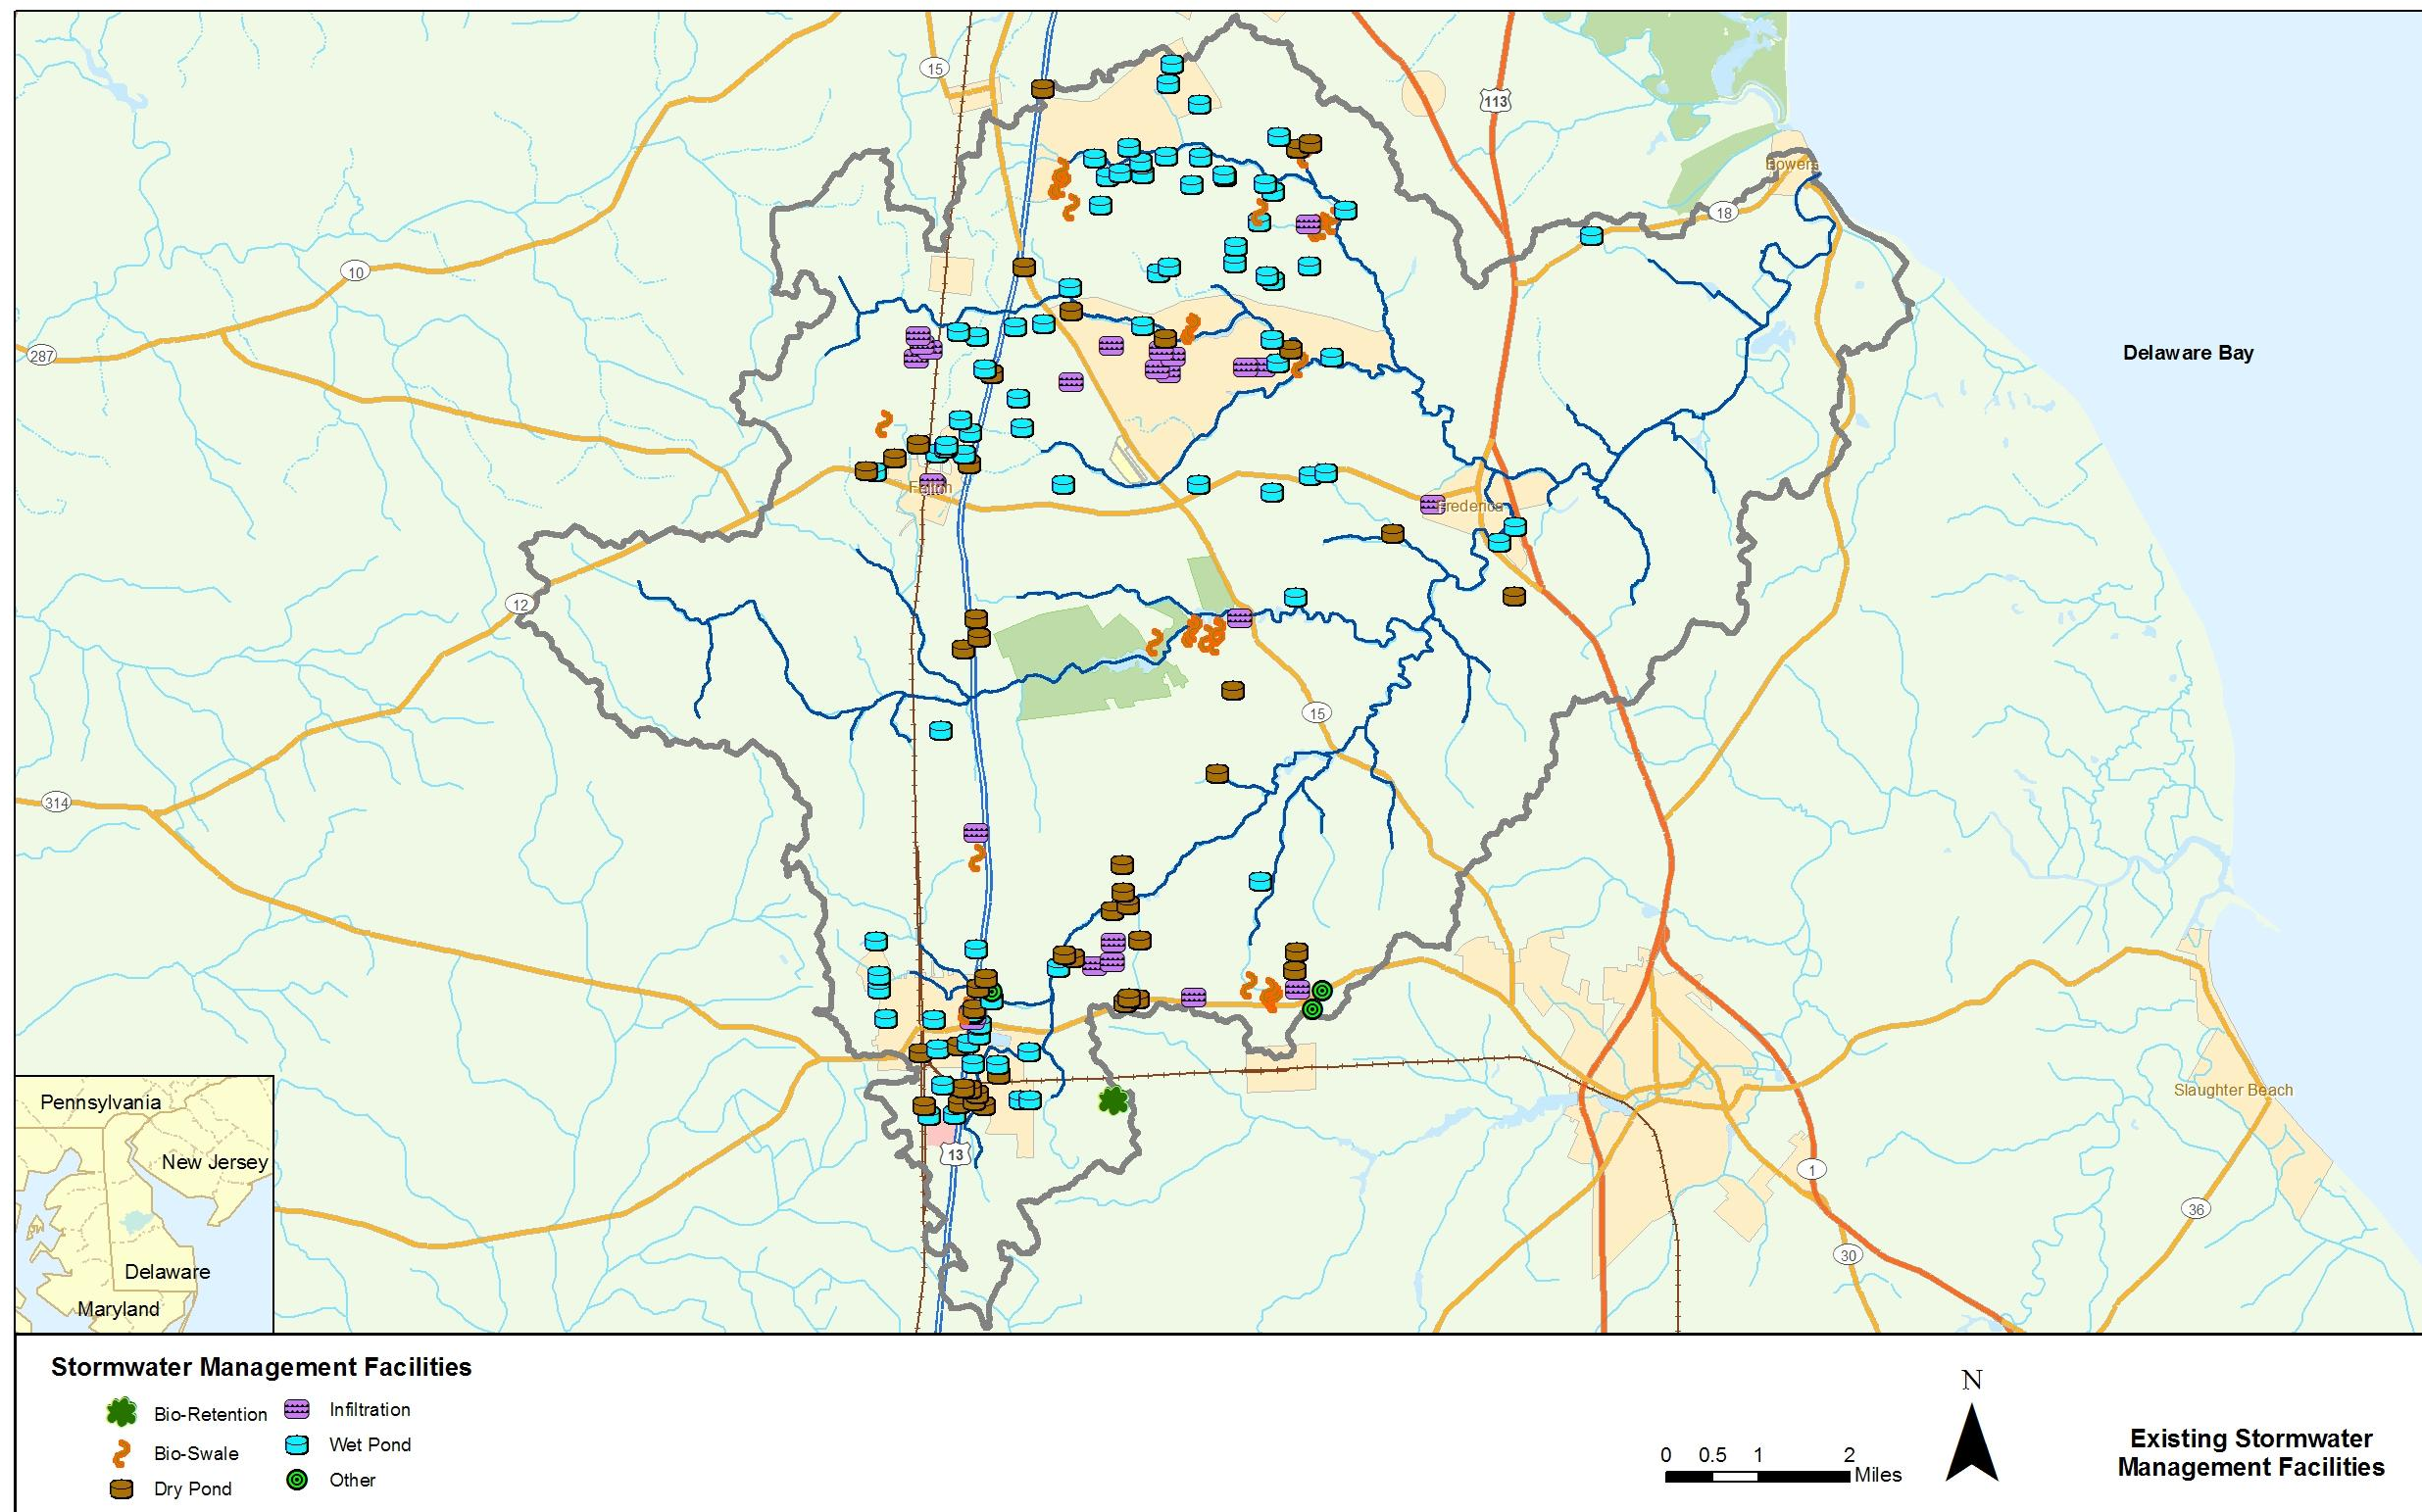 15
113
Bowers
18
10
287
Delaware Bay
Felton
Frederica
12
15
314
Slaughter Beach
13
1
36
30
Pennsylvania
New Jersey
Delaware
Maryland
Stormwater Management Facilities
Bio-Retention
Infiltration
Bio-Swale
Wet Pond
Dry Pond
Other
0 0.5 1 2
Miles
N
Existing Stormwater
Management Facilities